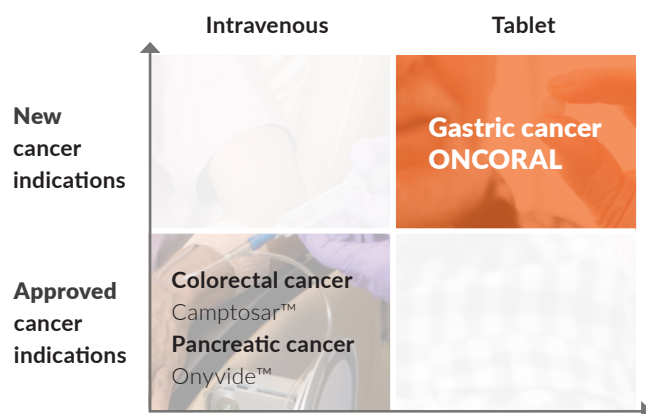 Intravenous
Tablet
New
cancer
indications
Gastric cancer
ONCORAL
Approved
cancer
indications
Colorectal cancer
Camptosar™
Pancreatic cancer
Onyvide™